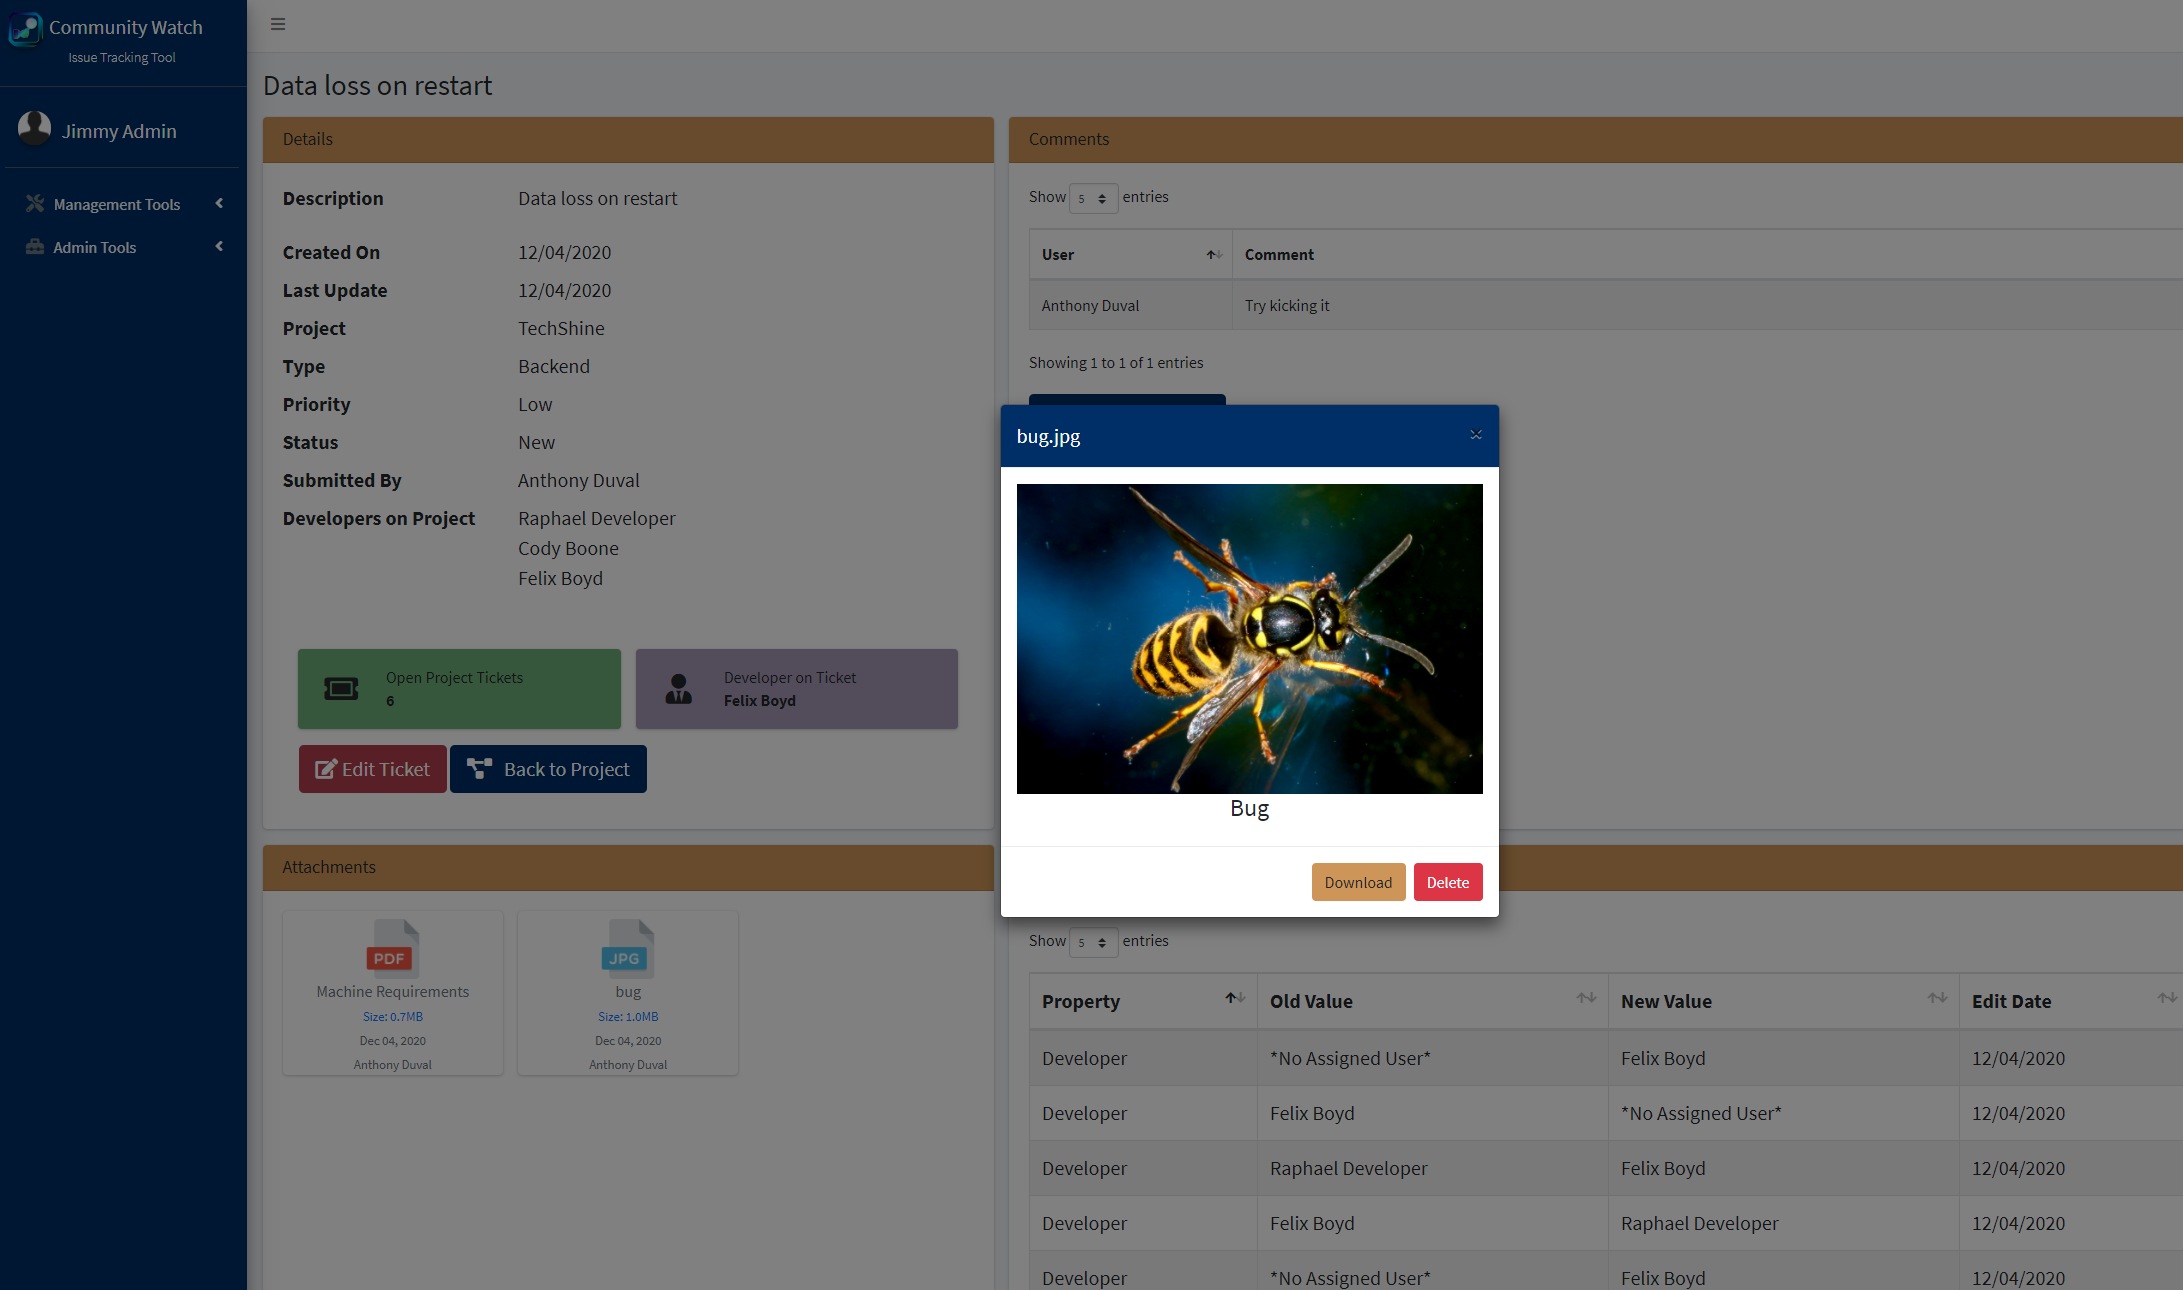 Community Watch
Issue Tracking Tool
Jimmy Admin
Management Tools
Admin Tools
Data loss on restart
Details
Description Data loss on restart
Created On 12/04/2020
Last Update 12/04/2020
Project TechShine
Type Backend
Priority Low
Status New
Submitted By Anthony Duval
Developers on Project Raphael Developer
Cody Boone
Felix Boyd
Open Project Tickets
6
Developer on Ticket
Felix Boyd
Edit Ticket
Back to Project
Comments
Show 5 entries
User Comment
Anthony Duval Try kicking it
Showing 1 to 1 of 1 entries
bug.jpg
×
Bug
Download
Delete
Attachments
PDF
Machine Requirements
Size: 0.7MB
Dec 04, 2020
Anthony Duval
JPG
bug
Size: 1.0MB
Dec 04, 2020
Anthony Duval
Show 5 entries
Property Old Value New Value Edit Date
Developer *No Assigned User* Felix Boyd 12/04/2020
Developer Felix Boyd *No Assigned User* 12/04/2020
Developer Raphael Developer Felix Boyd 12/04/2020
Developer Felix Boyd Raphael Developer 12/04/2020
Developer *No Assigned User* Felix Boyd 12/04/2020